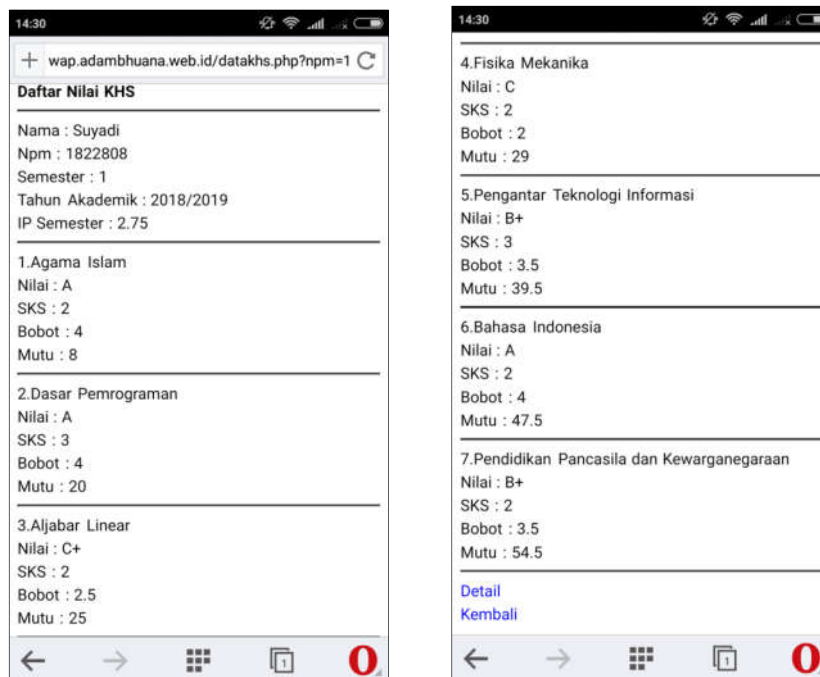 14:30
wap.adambhuana.web.id/datakhs.php?npm=1
Daftar Nilai KHS
Nama : Suyadi
Npm : 1822808
Semester : 1
Tahun Akademik : 2018/2019
IP Semester : 2.75
1.Agama Islam
Nilai : A
SKS : 2
Bobot : 4
Mutu : 8
2.Dasar Pemrograman
Nilai : A
SKS : 3
Bobot : 4
Mutu : 20
3.Aljabar Linear
Nilai : C+
SKS : 2
Bobot : 2.5
Mutu : 25
1
14:30
4.Fisika Mekanika
Nilai : C
SKS : 2
Bobot : 2
Mutu : 29
5.Pengantar Teknologi Informasi
Nilai : B+
SKS : 3
Bobot : 3.5
Mutu : 39.5
6.Bahasa Indonesia
Nilai : A
SKS : 2
Bobot : 4
Mutu : 47.5
7.Pendidikan Pancasila dan Kewarganegaraan
Nilai : B+
SKS : 2
Bobot : 3.5
Mutu : 54.5
Detail
Kembali
1